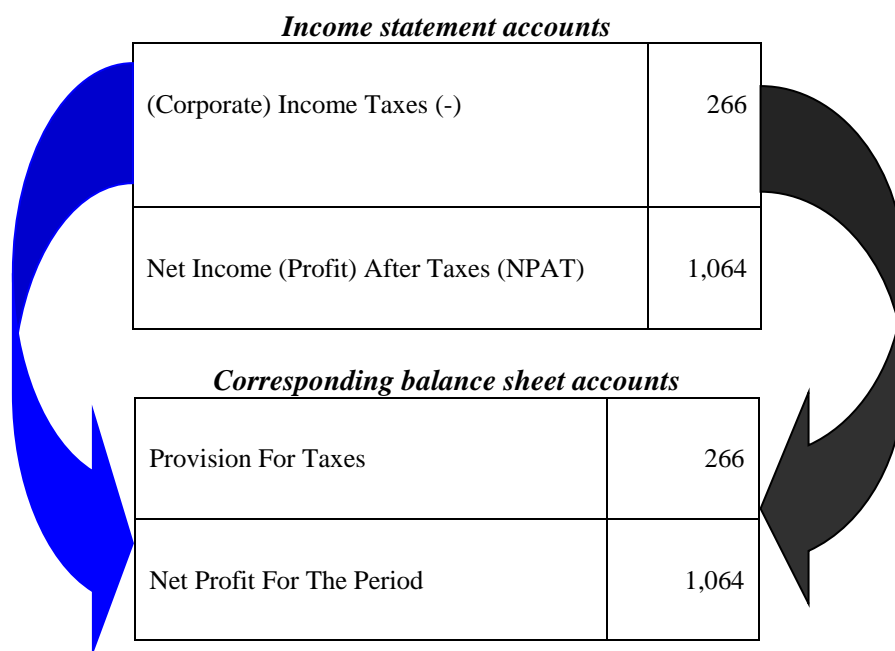 Income statement accounts
(Corporate) Income Taxes (-) 266
Net Income (Profit) After Taxes (NPAT) 1,064
Corresponding balance sheet accounts
Provision For Taxes 266
Net Profit For The Period 1,064